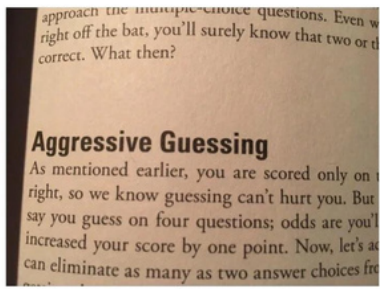 approach the multiple-choice questions. Even w
right off the bat, you'll surely know that two or th
correct. What then?
Aggressive Guessing
As mentioned earlier, you are scored only on
right, so we know guessing can't hurt you. But
say you guess on four questions; odds are you'l
increased your score by one point. Now, let's ad
can eliminate as many as two answer choices fro